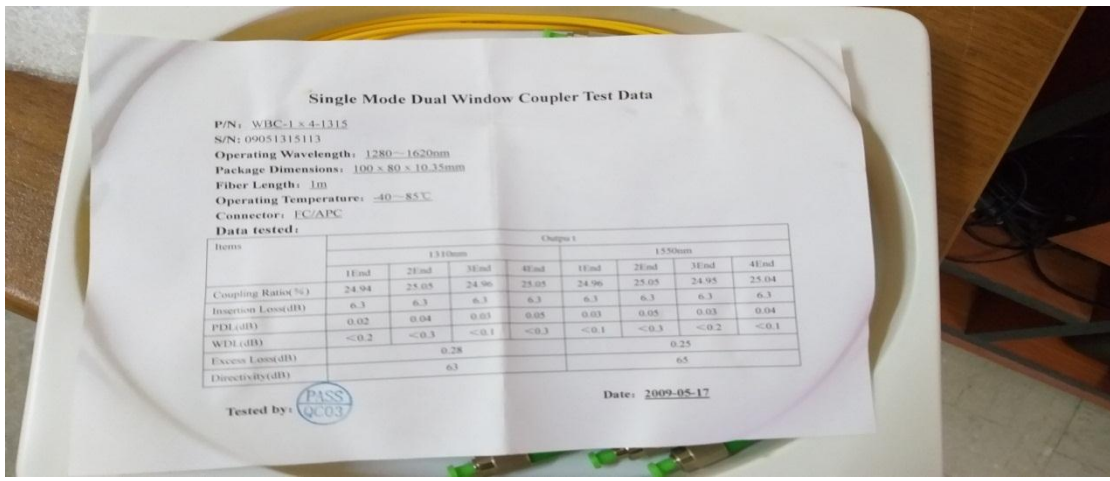 Single Mode Dual Window Coupler Test Data
P/N: WBC-1×4-1315
S/N: 09051315113
Operating Wavelength: 1280~1620nm
Package Dimensions: 100×80×10.35mm
Fiber Length: 1m
Operating Temperature: -40~85℃
Connector: FC/APC
Data tested:
Items Output
1310nm 1550nm
1End 2End 3End 4End 1End 2End 3End 4End
Coupling Ratio(%) 24.94 25.05 24.96 25.05 24.96 25.05 24.95 25.04
Insertion Loss(dB) 6.3 6.3 6.3 6.3 6.3 6.3 6.3 6.3
PDL(dB) 0.02 0.04 0.03 0.05 0.03 0.05 0.03 0.04
WDL(dB) <0.2 <0.3 <0.1 <0.3 <0.1 <0.3 <0.2 <0.1
Excess Loss(dB) 0.28 0.25
Directivity(dB) 63 65
Tested by: PASS QC03
Date: 2009-05-17